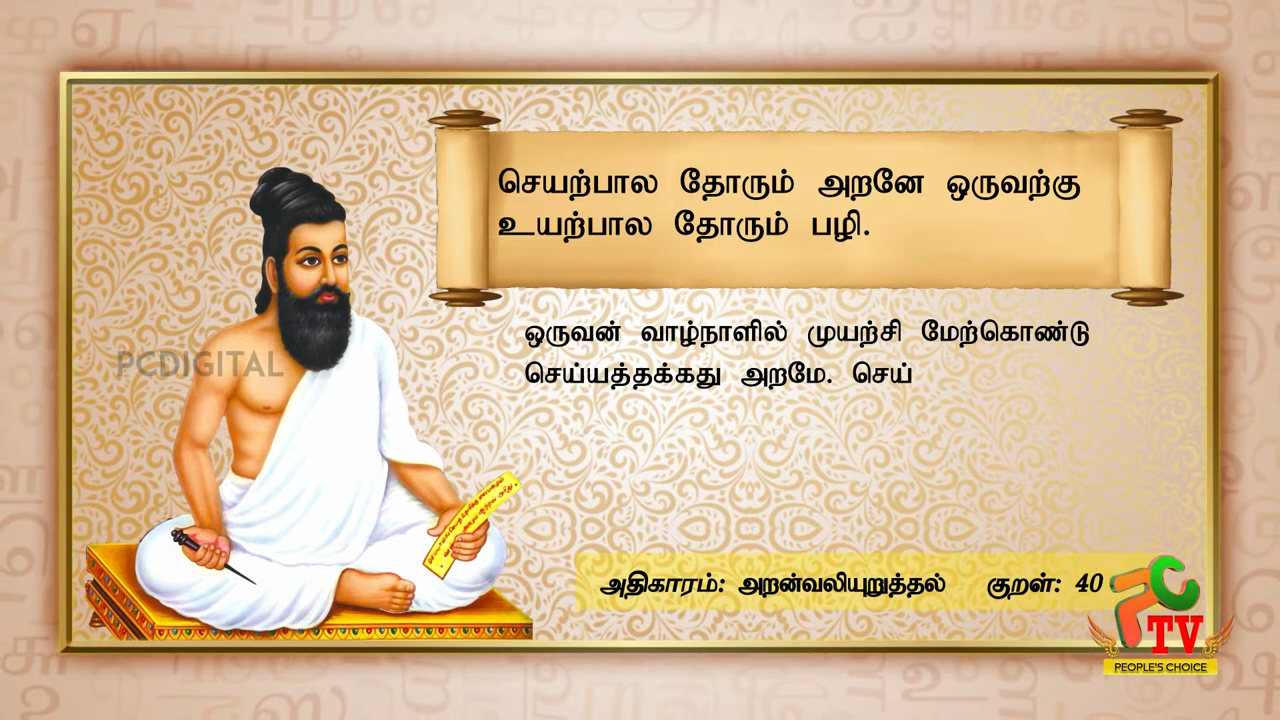 செயற்பால தோரும் அறனே ஒருவற்கு
உயற்பால தோரும் பழி.
ஒருவன் வாழ்நாளில் முயற்சி மேற்கொண்டு
செய்யத்தக்கது அறமே. செய்
PCDIGITAL
அதிகாரம்: அறன்வலியுறுத்தல் குறள்: 40
PC
TV
PEOPLE'S CHOICE